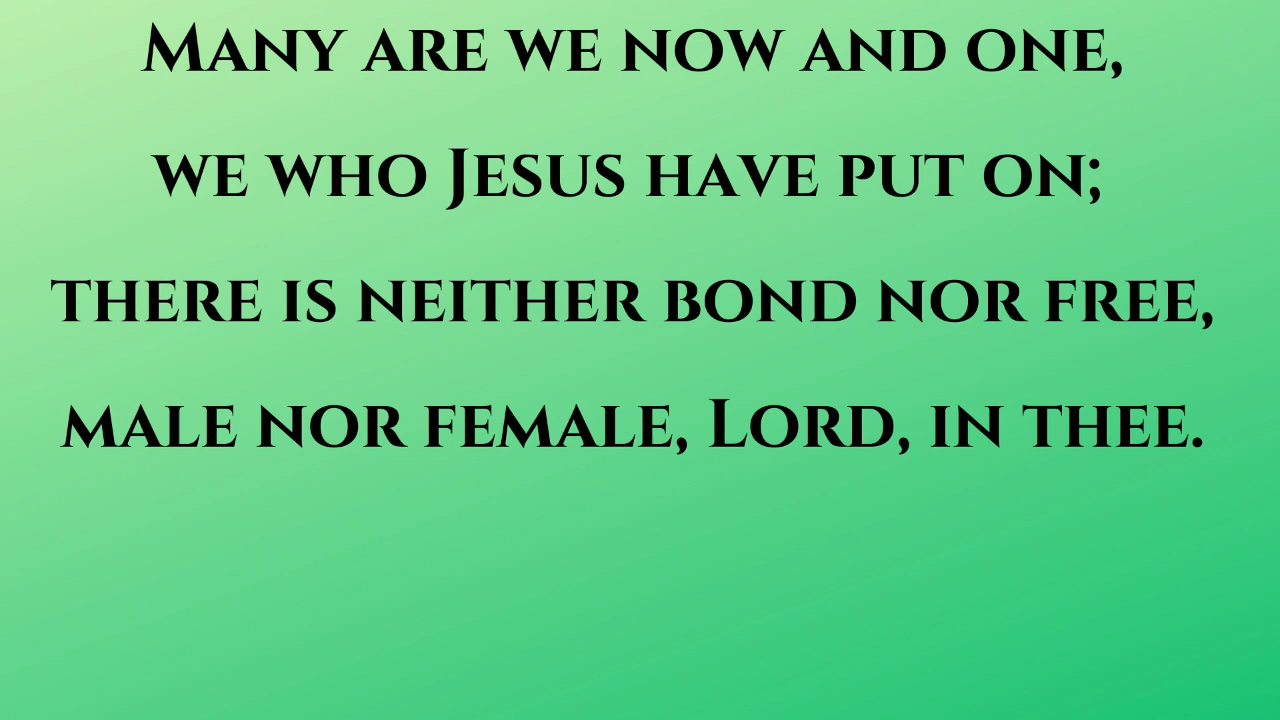 Many are we now and one,
we who Jesus have put on;
there is neither bond nor free,
male nor female, Lord, in thee.